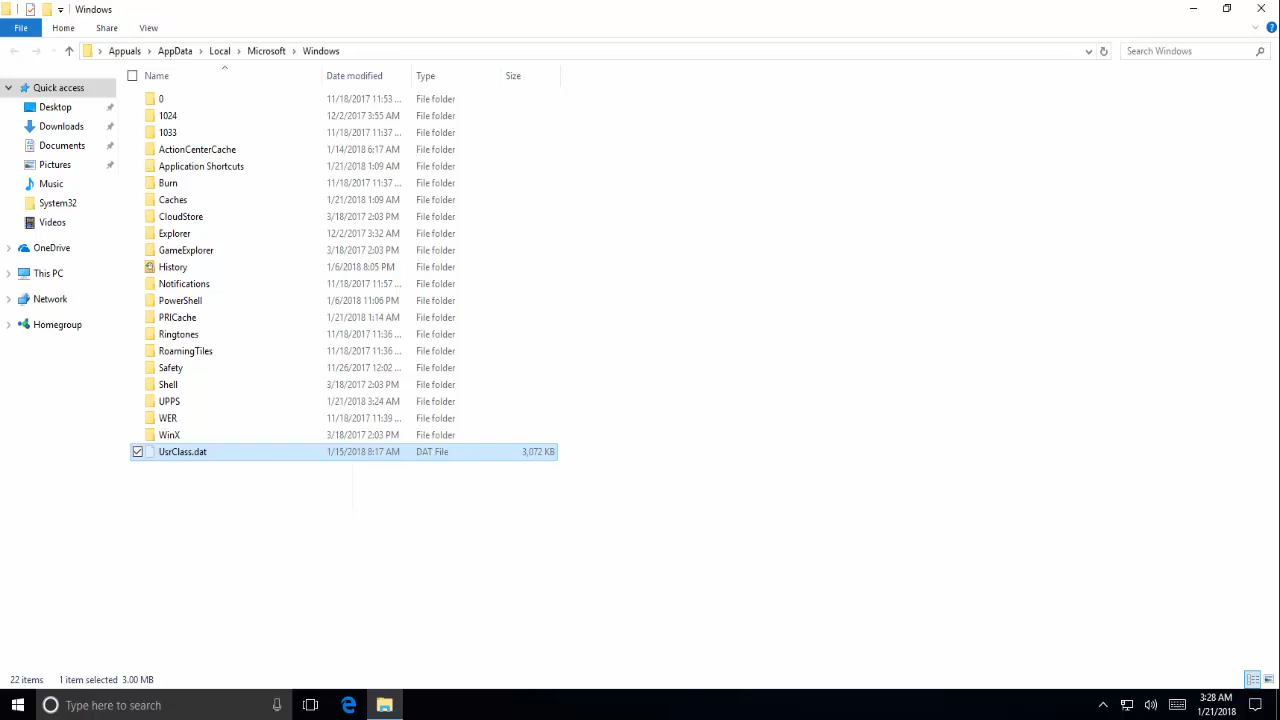 Windows
File Home Share View
Appuals > AppData > Local > Microsoft > Windows
Search Windows
Quick access
Desktop
Downloads
Documents
Pictures
Music
System32
Videos
OneDrive
This PC
Network
Homegroup
Name Date modified Type Size
0 11/18/2017 11:53 ... File folder
1024 12/2/2017 3:55 AM File folder
1033 11/18/2017 11:37 ... File folder
ActionCenterCache 1/14/2018 6:17 AM File folder
Application Shortcuts 1/21/2018 1:09 AM File folder
Burn 11/18/2017 11:37 ... File folder
Caches 1/21/2018 1:09 AM File folder
CloudStore 3/18/2017 2:03 PM File folder
Explorer 12/2/2017 3:32 AM File folder
GameExplorer 3/18/2017 2:03 PM File folder
History 1/6/2018 8:05 PM File folder
Notifications 11/18/2017 11:57 ... File folder
PowerShell 1/6/2018 11:06 PM File folder
PRICache 1/21/2018 1:14 AM File folder
Ringtones 11/18/2017 11:36 ... File folder
RoamingTiles 11/18/2017 11:36 ... File folder
Safety 11/26/2017 12:02 ... File folder
Shell 3/18/2017 2:03 PM File folder
UPPS 1/21/2018 3:24 AM File folder
WER 11/18/2017 11:39 ... File folder
WinX 3/18/2017 2:03 PM File folder
UsrClass.dat 1/15/2018 8:17 AM DAT File 3,072 KB
22 items 1 item selected 3.00 MB
Type here to search
3:28 AM
1/21/2018